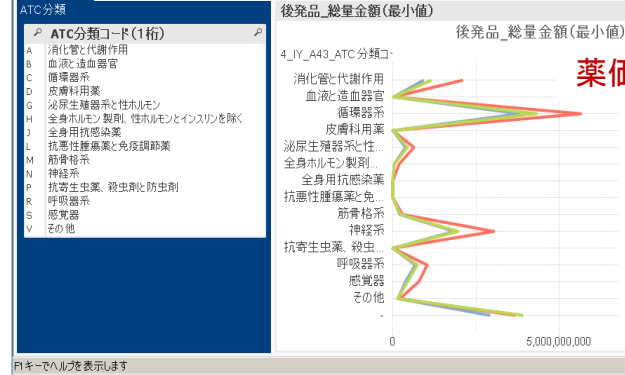 ATC分類
ATC分類コード(1桁)
A 消化管と代謝作用
B 血液と造血器官
C 循環器系
D 皮膚科用薬
G 泌尿生殖器系と性ホルモン
H 全身ホルモン製剤、性ホルモンとインスリンを除く
J 全身用抗感染薬
L 抗悪性腫瘍薬と免疫調節薬
M 筋骨格系
N 神経系
P 抗寄生虫薬、殺虫剤と防虫剤
R 呼吸器系
S 感覚器
V その他
後発品_総量金額(最小値)
後発品_総量金額(最小値)
薬価
4_IY_A43_ATC分類コ
消化管と代謝作用
血液と造血器官
循環器系
皮膚科用薬
泌尿生殖器系と性...
全身ホルモン製剤...
全身用抗感染薬
抗悪性腫瘍薬と免...
筋骨格系
神経系
抗寄生虫薬、殺虫...
呼吸器系
感覚器
その他
-
0 5,000,000,000
F1キーでヘルプを表示します